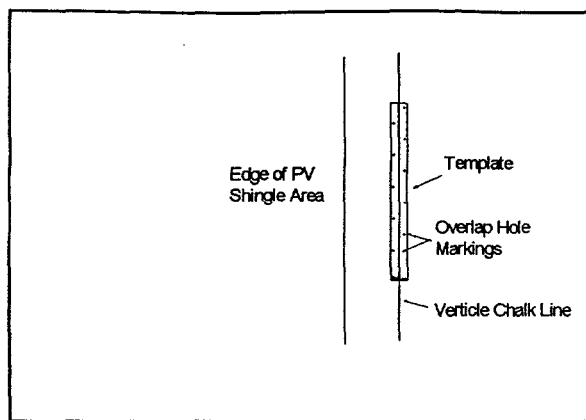 Edge of PV
Shingle Area
Template
Overlap Hole
Markings
Verticle Chalk Line